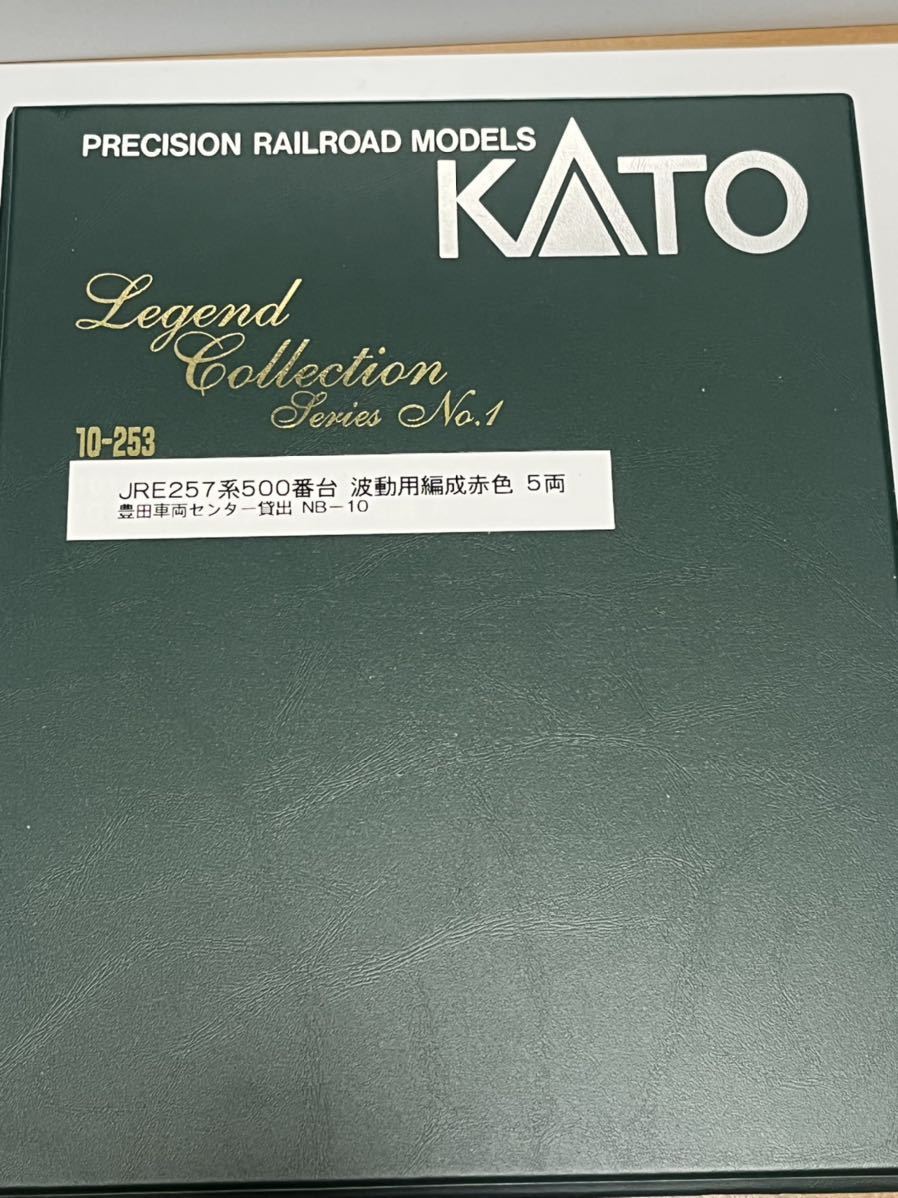 PRECISION RAILROAD MODELS
KATO
Legend
Collection
Series No.1
10-253
JRE257系500番台 波動用編成赤色 5両
豊田車両センター貸出 NB－10